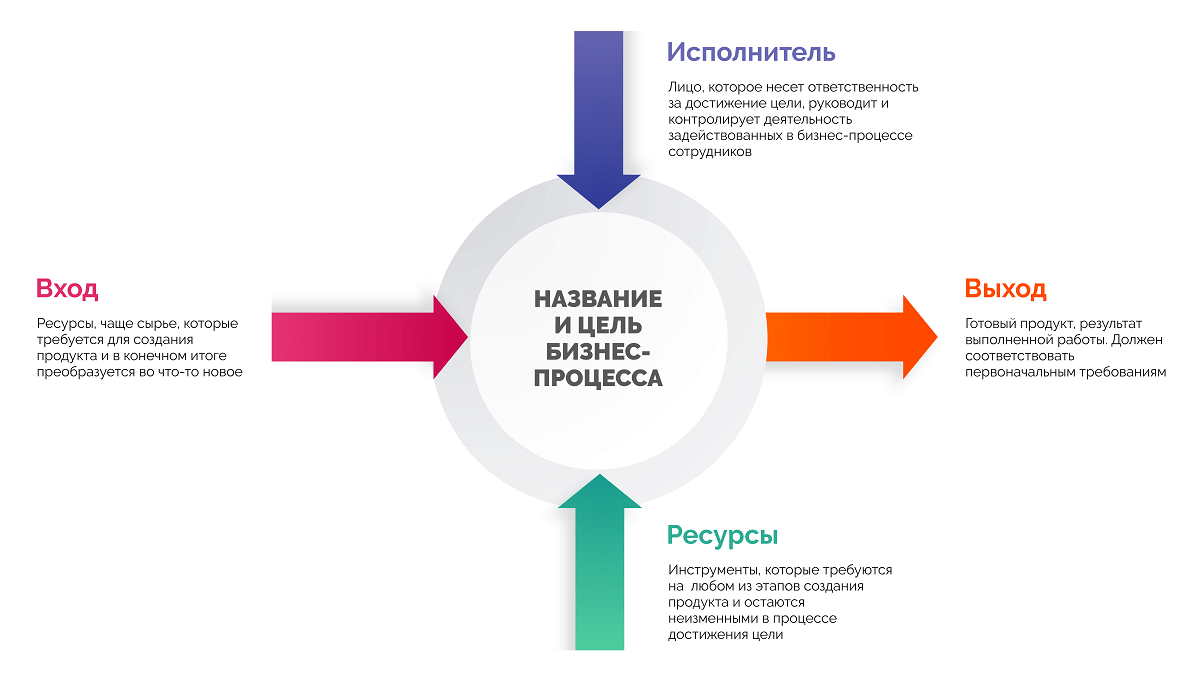 Исполнитель
Лицо, которое несет ответственность
за достижение цели, руководит и
контролирует деятельность
задействованных в бизнес-процессе
сотрудников
Вход
Ресурсы, чаще сырье, которые
требуется для создания
продукта и в конечном итоге
преобразуется во что-то новое
НАЗВАНИЕ
И ЦЕЛЬ
БИЗНЕС-
ПРОЦЕССА
Выход
Готовый продукт, результат
выполненной работы. Должен
соответствовать
первоначальным требованиям
Ресурсы
Инструменты, которые требуются
на любом из этапов создания
продукта и остаются
неизменными в процессе
достижения цели